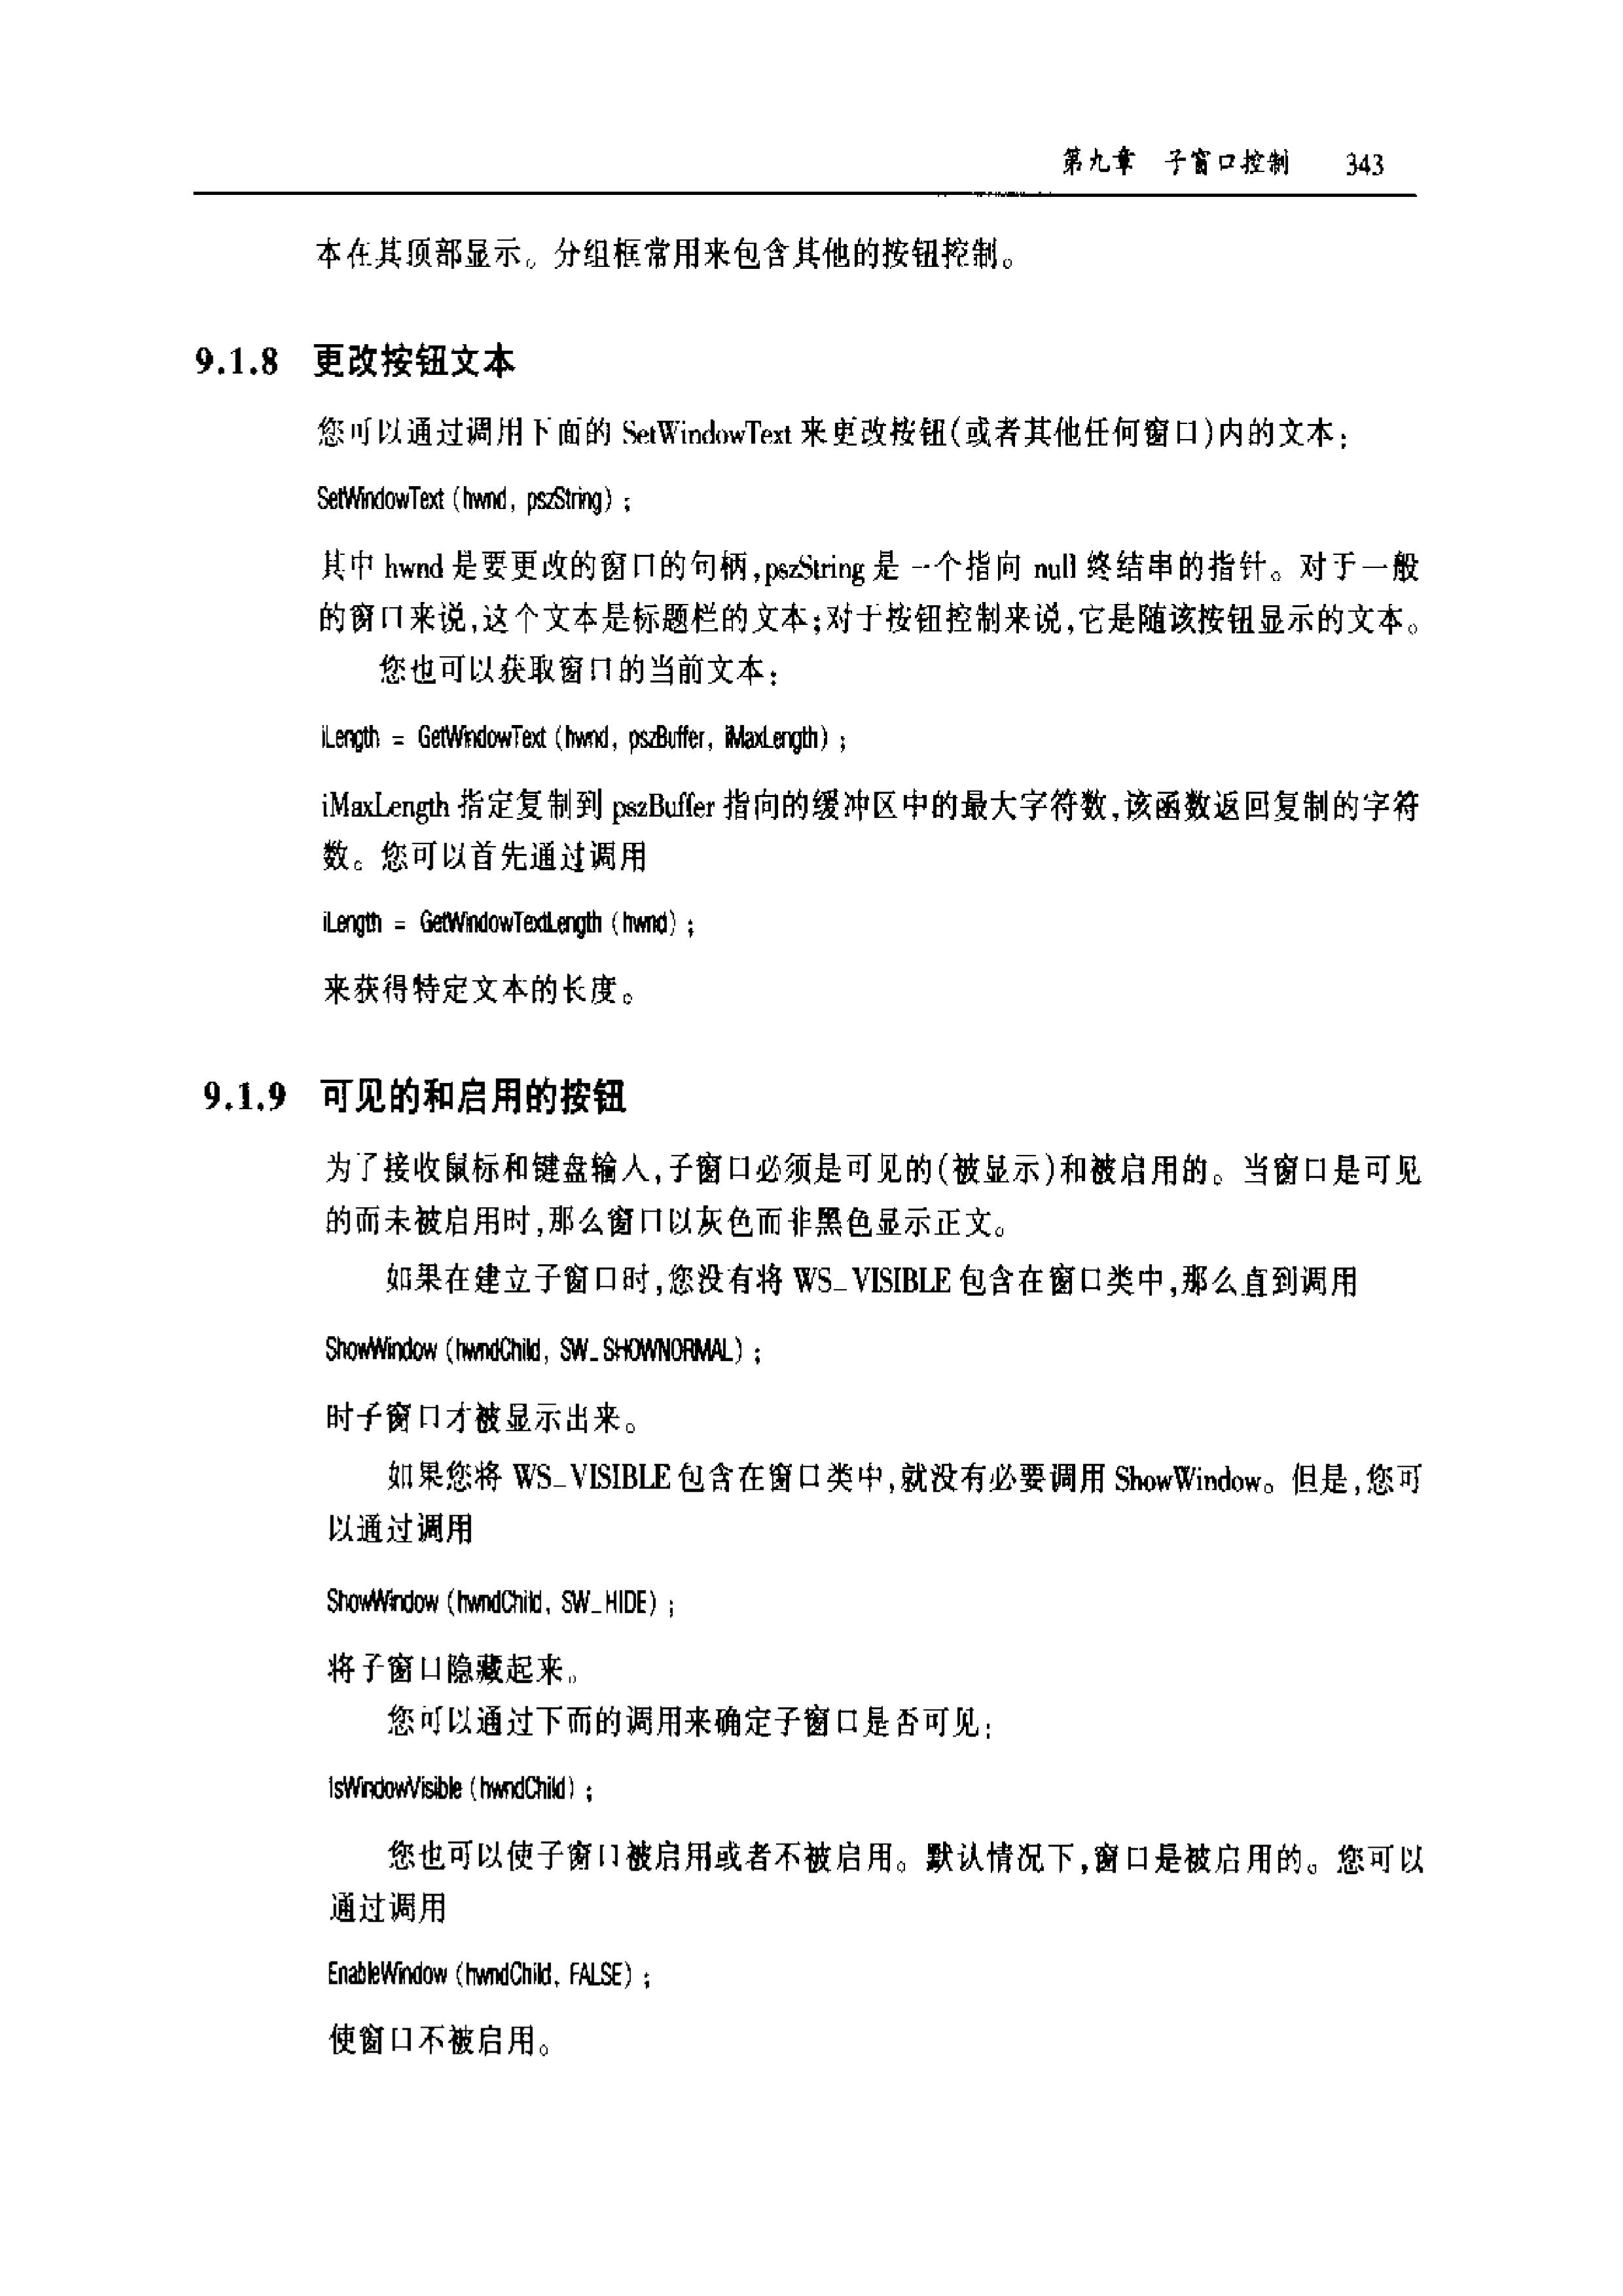 第九章 子窗口控制 343
本在其顶部显示。分组框常用来包含其他的按钮控制。
9.1.8 更改按钮文本
您可以通过调用下面的 SetWindowText 来更改按钮(或者其他任何窗口)内的文本:
SetWindowText (hwnd, pszString) ;
其中 hwnd 是要更改的窗口的句柄,pszString 是一个指向 null 终结串的指针。对于一般
的窗口来说,这个文本是标题栏的文本;对于按钮控制来说,它是随该按钮显示的文本。
您也可以获取窗口的当前文本:
iLength = GetWindowText (hwnd, pszBuffer, iMaxLength) ;
iMaxLength 指定复制到 pszBuffer 指向的缓冲区中的最大字符数,该函数返回复制的字符
数。您可以首先通过调用
iLength = GetWindowTextLength (hwnd) ;
来获得特定文本的长度。
9.1.9 可见的和启用的按钮
为了接收鼠标和键盘输入,子窗口必须是可见的(被显示)和被启用的。当窗口是可见
的而未被启用时,那么窗口以灰色而非黑色显示正文。
如果在建立子窗口时,您没有将 WS_VISIBLE 包含在窗口类中,那么直到调用
ShowWindow (hwndChild, SW_SHOWNORMAL) ;
时子窗口才被显示出来。
如果您将 WS_VISIBLE 包含在窗口类中,就没有必要调用 ShowWindow。但是,您可
以通过调用
ShowWindow (hwndChild, SW_HIDE) ;
将子窗口隐藏起来。
您可以通过下面的调用来确定子窗口是否可见:
IsWindowVisible (hwndChild) ;
您也可以使子窗口被启用或者不被启用。默认情况下,窗口是被启用的。您可以
通过调用
EnableWindow (hwndChild, FALSE) ;
使窗口不被启用。